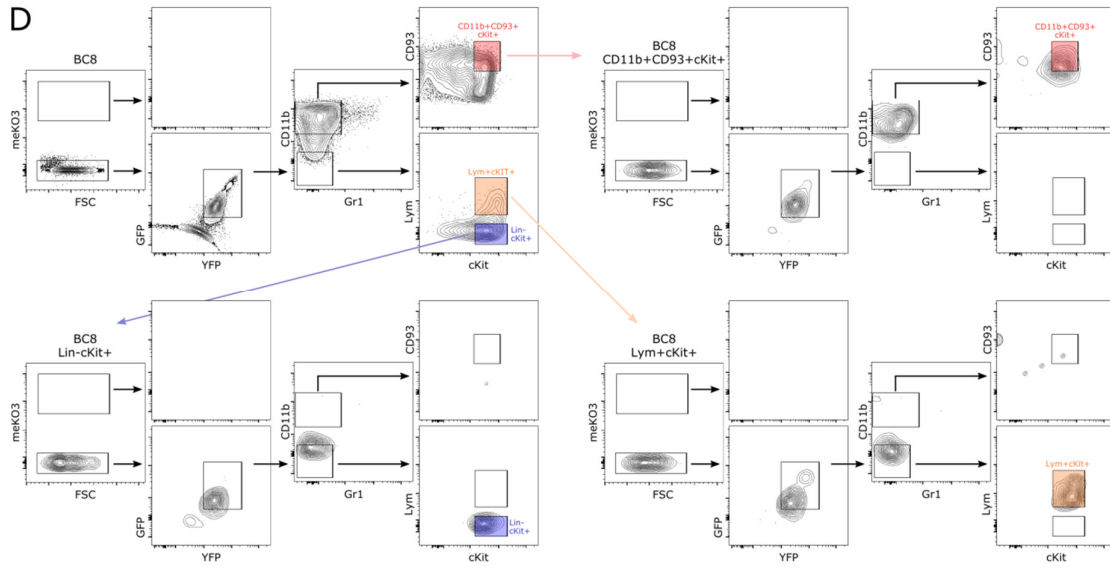 D
BC8
meKO3
FSC
GFP
YFP
CD11b
Gr1
CD93
CD11b+CD93+
cKit+
Lym
Lym+cKIT+
Lin-
cKit+
cKit
BC8
CD11b+CD93+cKit+
meKO3
FSC
GFP
YFP
CD11b
Gr1
CD93
CD11b+CD93+
cKit+
Lym
cKit
BC8
Lin-cKit+
meKO3
FSC
GFP
YFP
CD11b
Gr1
CD93
Lym
Lin-
cKit+
cKit
BC8
Lym+cKit+
meKO3
FSC
GFP
YFP
CD11b
Gr1
CD93
Lym
Lym+cKit+
cKit